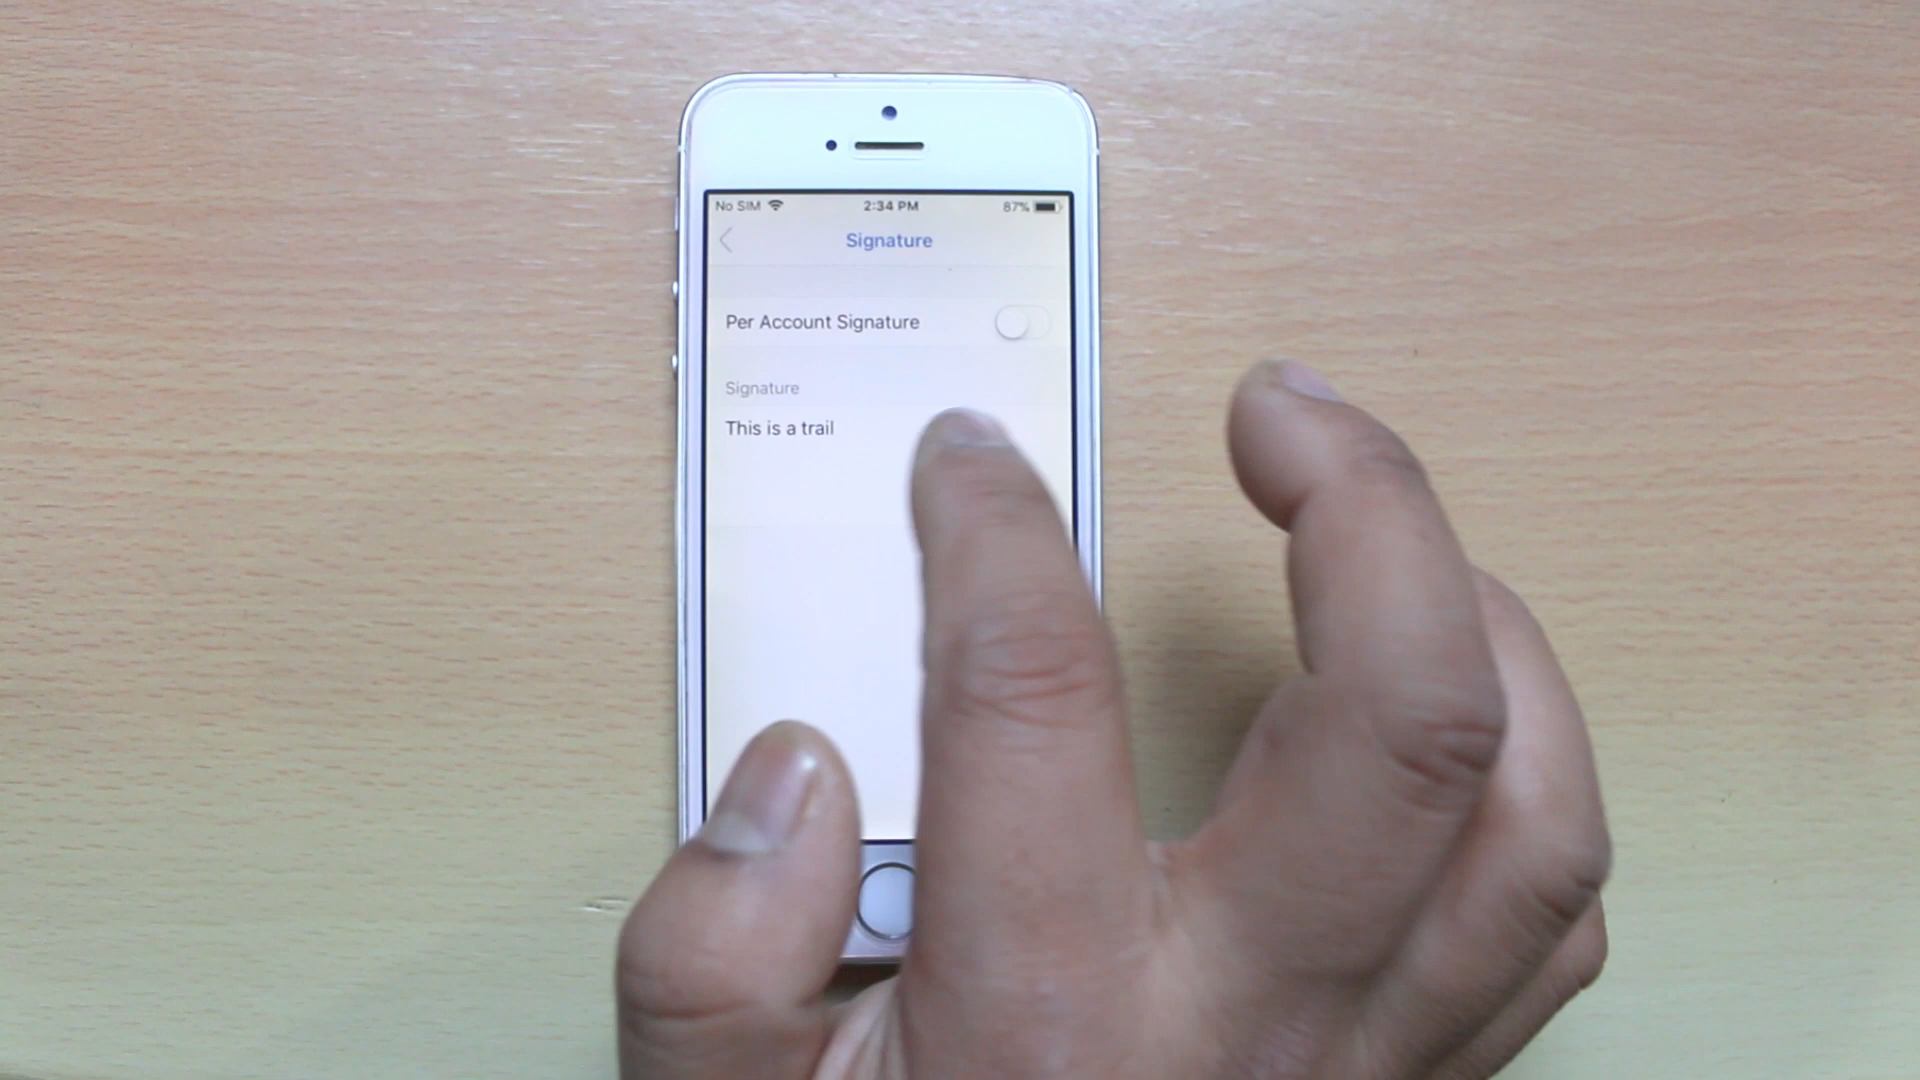 No SIM 2:34 PM 87%
Signature
Per Account Signature
Signature
This is a trail